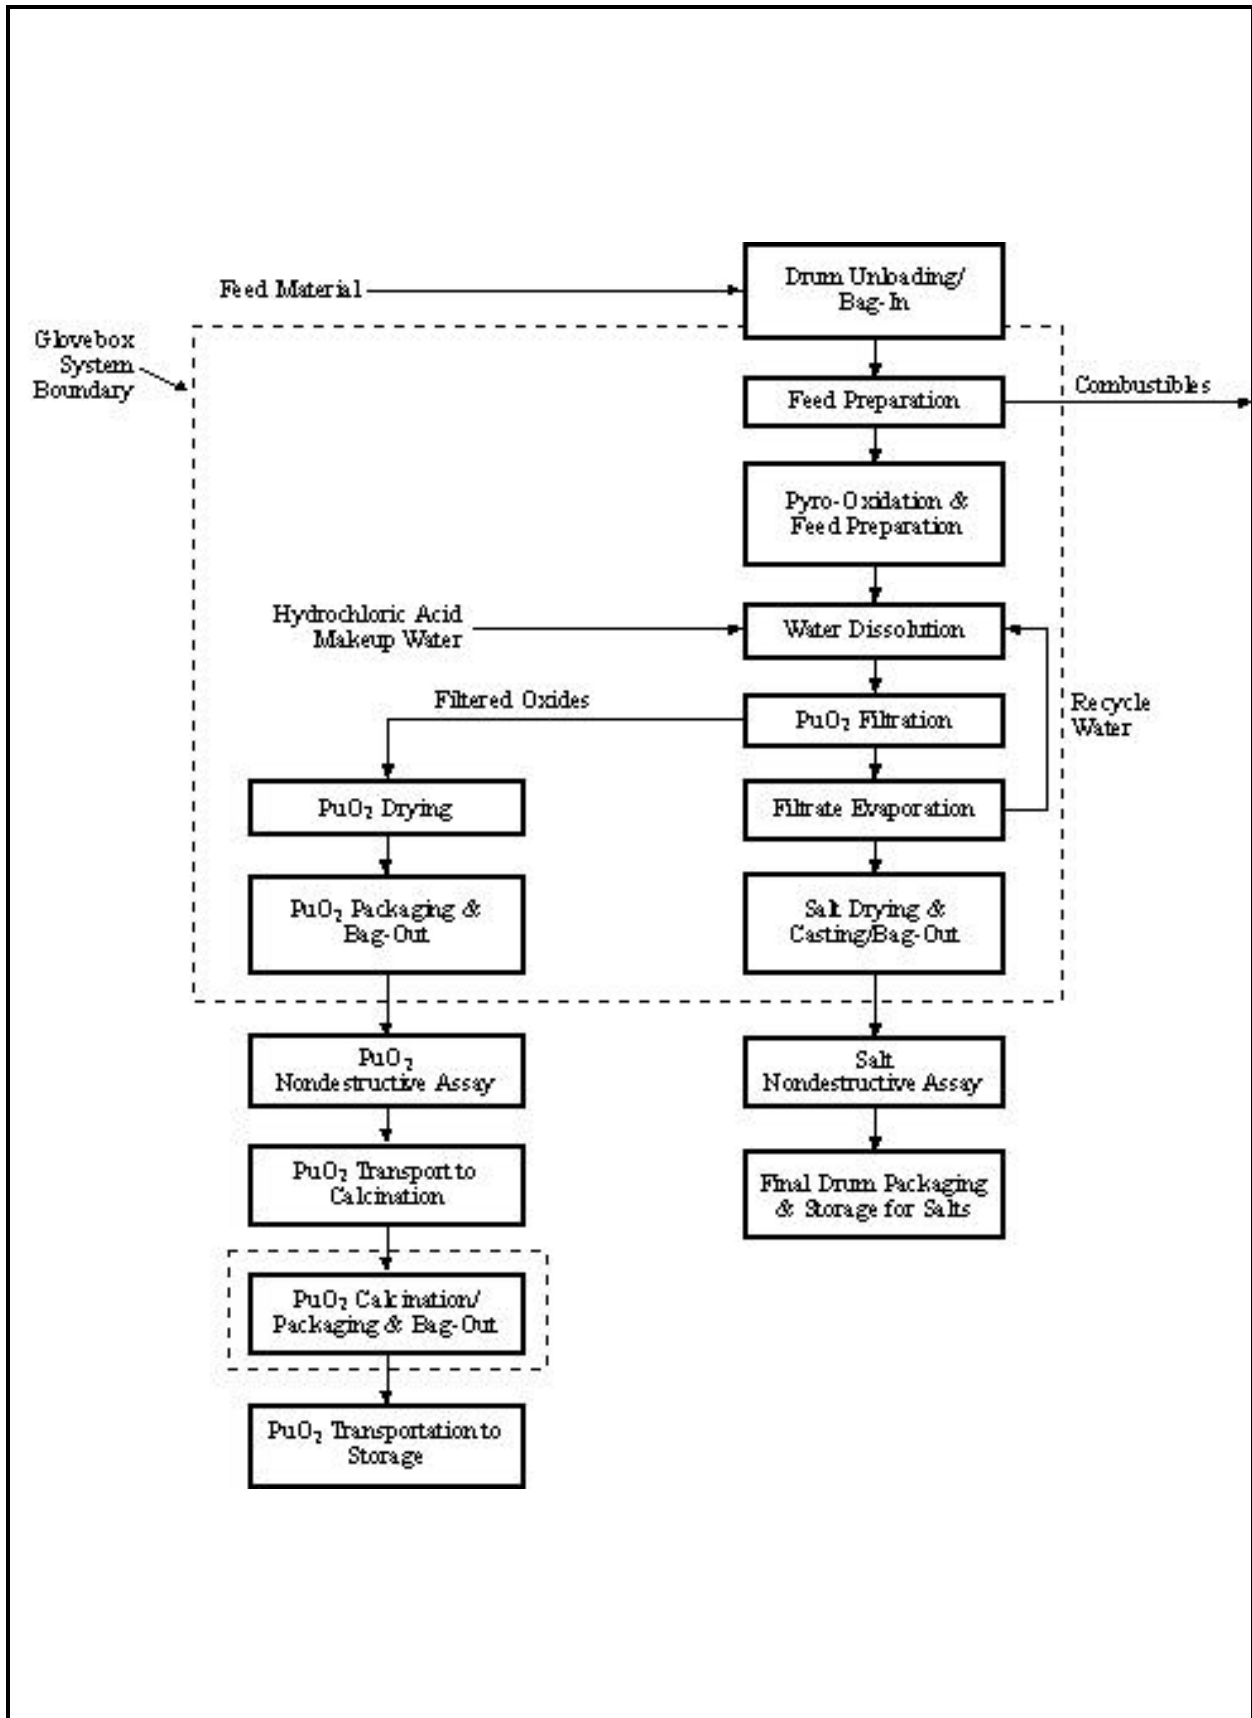 Drum Unloading/
Bag-In
Feed Material
Glovebox
System
Boundary
Feed Preparation
Combustibles
Pyro-Oxidation &
Feed Preparation
Hydrochloric Acid
Makeup Water
Water Dissolution
Filtered Oxides
PuO₂ Filtration
Recycle
Water
PuO₂ Drying
Filtrate Evaporation
PuO₂ Packaging &
Bag-Out
Salt Drying &
Casting/Bag-Out
PuO₂
Nondestructive Assay
Salt
Nondestructive Assay
PuO₂ Transport to
Calcination
Final Drum Packaging
& Storage for Salts
PuO₂ Calcination/
Packaging & Bag-Out
PuO₂ Transportation to
Storage